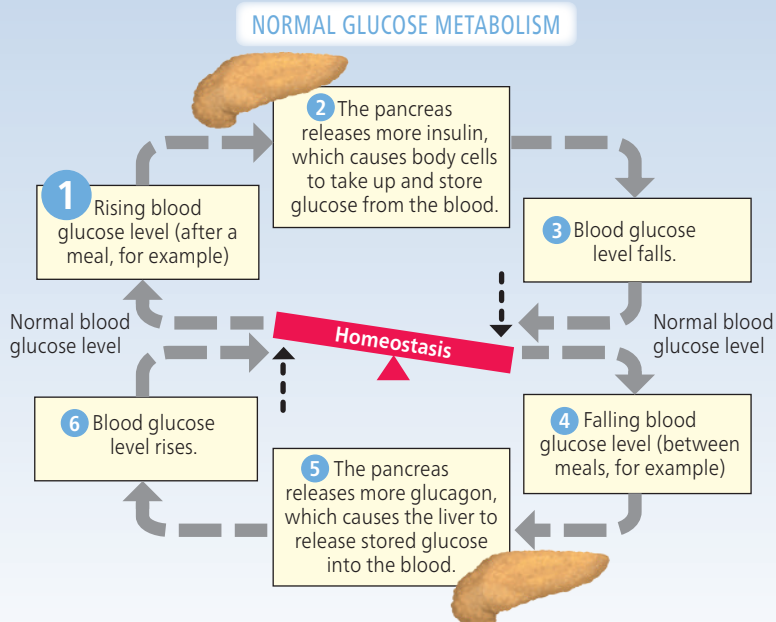 NORMAL GLUCOSE METABOLISM
1 Rising blood
glucose level (after a
meal, for example)
2 The pancreas
releases more insulin,
which causes body cells
to take up and store
glucose from the blood.
3 Blood glucose
level falls.
Normal blood
glucose level
Homeostasis
Normal blood
glucose level
4 Falling blood
glucose level (between
meals, for example)
5 The pancreas
releases more glucagon,
which causes the liver to
release stored glucose
into the blood.
6 Blood glucose
level rises.